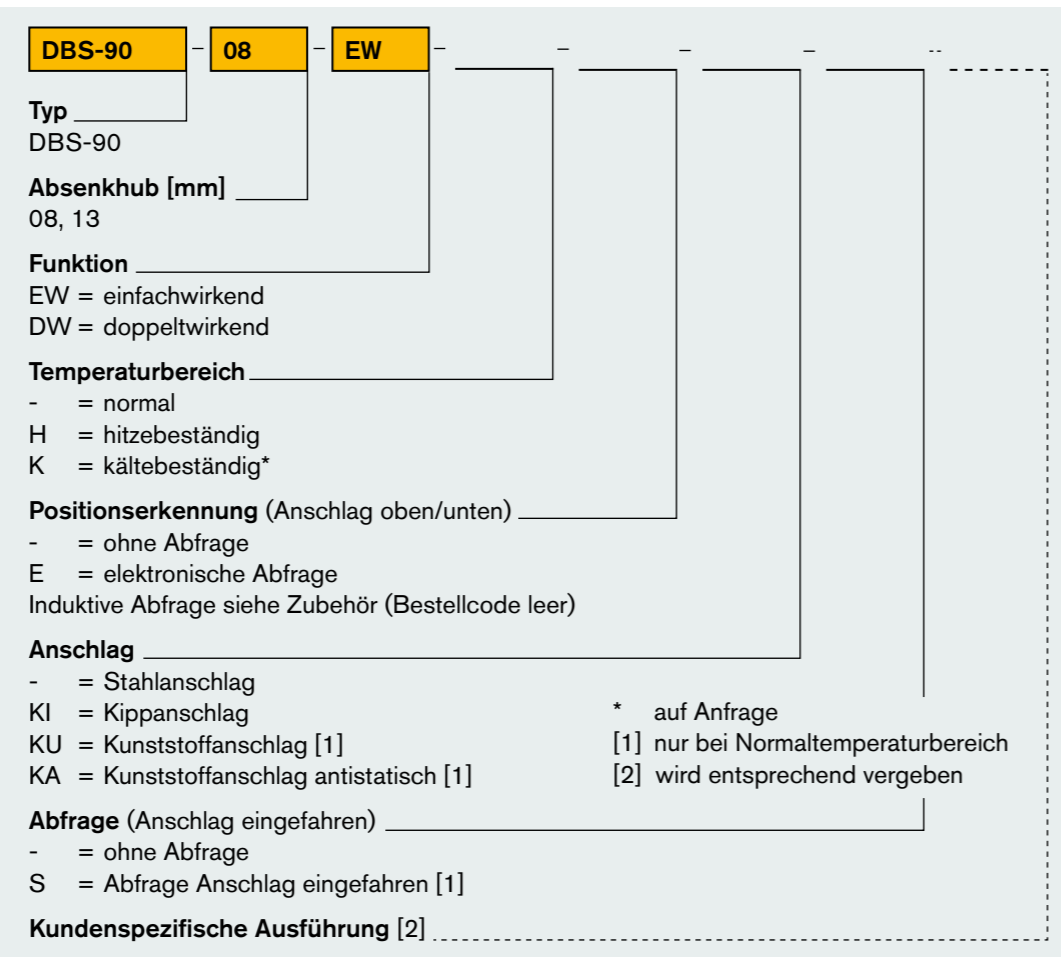 DBS-90 – 08 – EW – – – – --
Typ
DBS-90
Absenkhub [mm]
08, 13
Funktion
EW = einfachwirkend
DW = doppeltwirkend
Temperaturbereich
- = normal
H = hitzebeständig
K = kältebeständig*
Positionserkennung (Anschlag oben/unten)
- = ohne Abfrage
E = elektronische Abfrage
Induktive Abfrage siehe Zubehör (Bestellcode leer)
Anschlag
- = Stahlanschlag
KI = Kippanschlag
KU = Kunststoffanschlag [1]
KA = Kunststoffanschlag antistatisch [1]
* auf Anfrage
[1] nur bei Normaltemperaturbereich
[2] wird entsprechend vergeben
Abfrage (Anschlag eingefahren)
- = ohne Abfrage
S = Abfrage Anschlag eingefahren [1]
Kundenspezifische Ausführung [2]